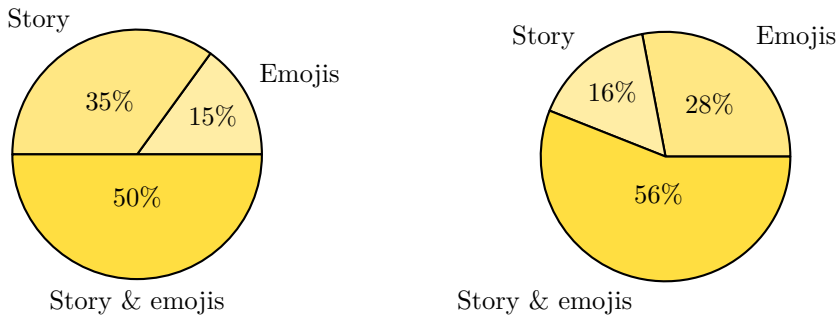 Story
Emojis
35%
15%
50%
Story & emojis
Story
Emojis
16%
28%
56%
Story & emojis